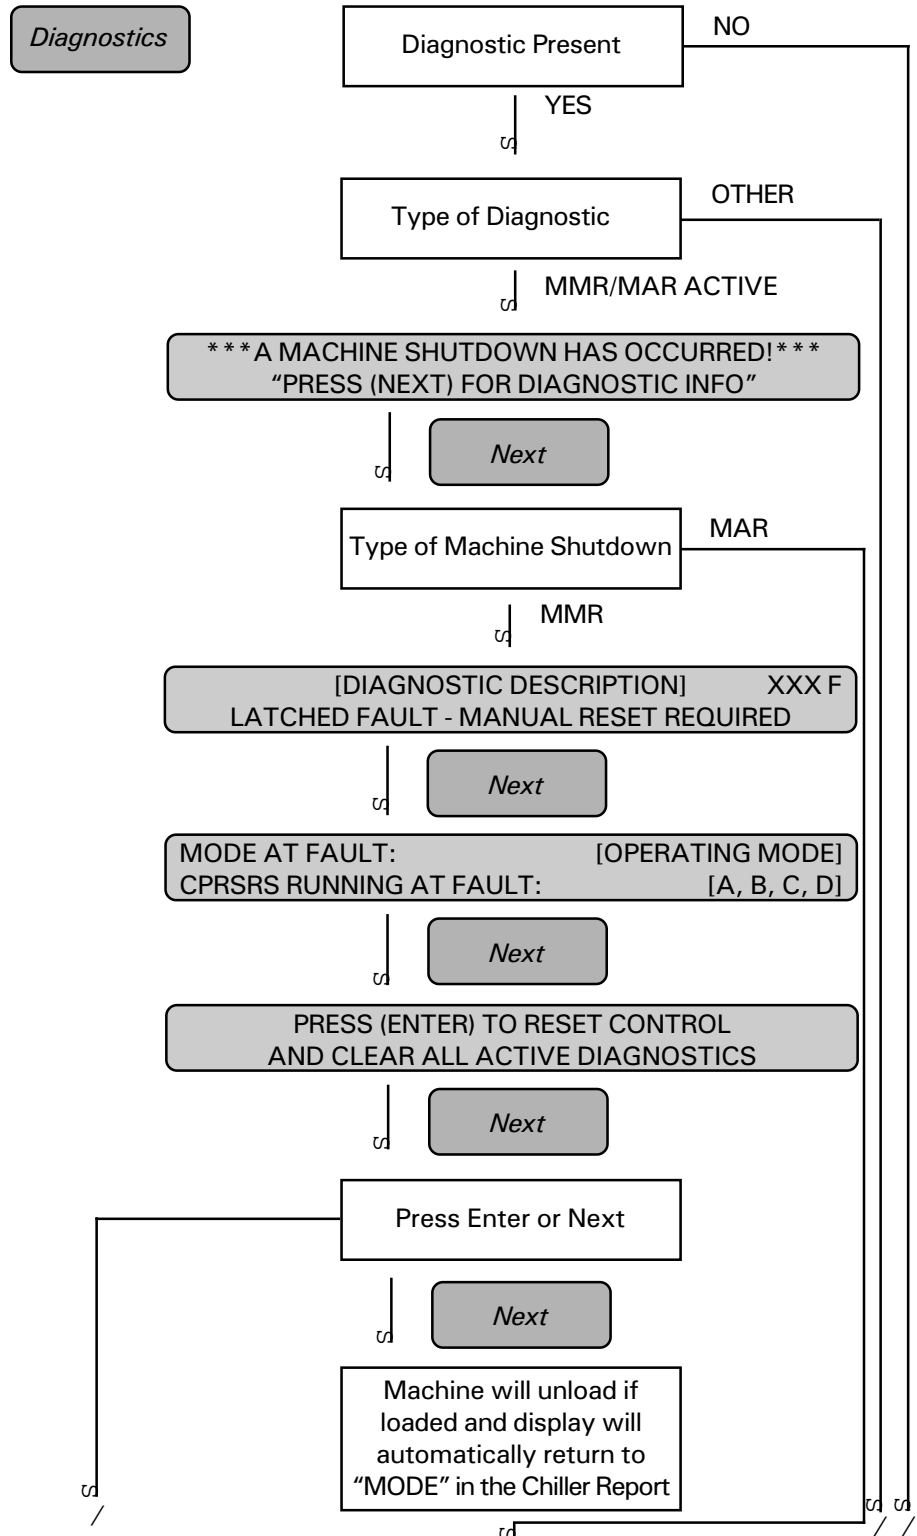 Diagnostics
Diagnostic Present
NO
YES
Type of Diagnostic
OTHER
MMR/MAR ACTIVE
***A MACHINE SHUTDOWN HAS OCCURRED!***
“PRESS (NEXT) FOR DIAGNOSTIC INFO”
Next
Type of Machine Shutdown
MAR
MMR
[DIAGNOSTIC DESCRIPTION] XXX F
LATCHED FAULT - MANUAL RESET REQUIRED
Next
MODE AT FAULT: [OPERATING MODE]
CPRSRS RUNNING AT FAULT: [A, B, C, D]
Next
PRESS (ENTER) TO RESET CONTROL
AND CLEAR ALL ACTIVE DIAGNOSTICS
Next
Press Enter or Next
Next
Machine will unload if
loaded and display will
automatically return to
“MODE” in the Chiller Report